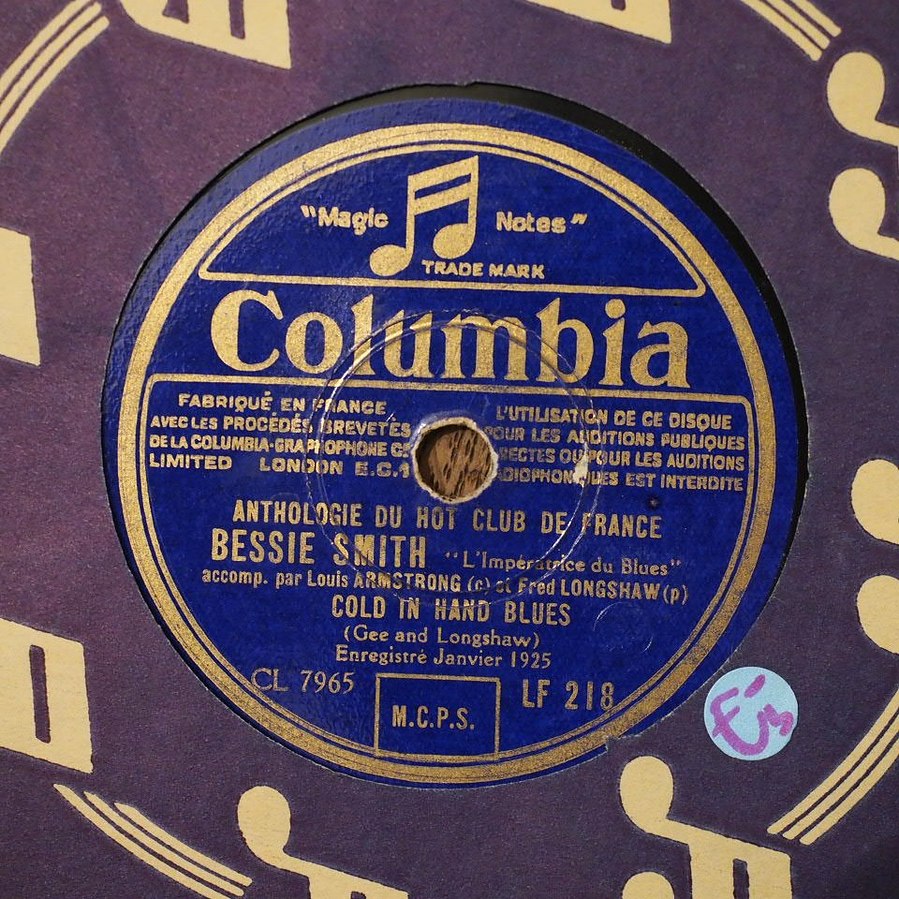 "Magic Notes"
TRADE MARK
Columbia
FABRIQUÉ EN FRANCE
AVEC LES PROCÉDÉS BREVETÉS
DE LA COLUMBIA-GRAPHOPHONE CO
LIMITED LONDON E.C.1
L'UTILISATION DE CE DISQUE
POUR LES AUDITIONS PUBLIQUES
DIRECTES OU POUR LES AUDITIONS
RADIOPHONIQUES EST INTERDITE
ANTHOLOGIE DU HOT CLUB DE FRANCE
BESSIE SMITH "L'Impératrice du Blues"
accomp. par Louis ARMSTRONG (c) et Fred LONGSHAW (p)
COLD IN HAND BLUES
(Gee and Longshaw)
Enregistré Janvier 1925
CL 7965
M.C.P.S.
LF 218